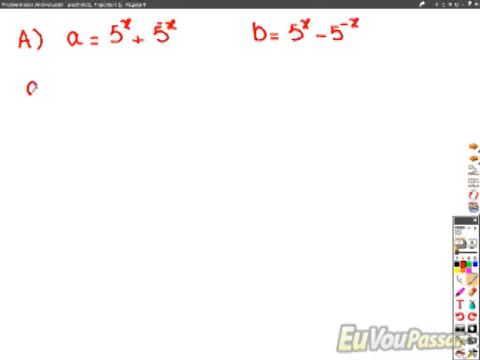 A) a = 5^x + 5^-x b = 5^x - 5^-x
a
EuVouPassar